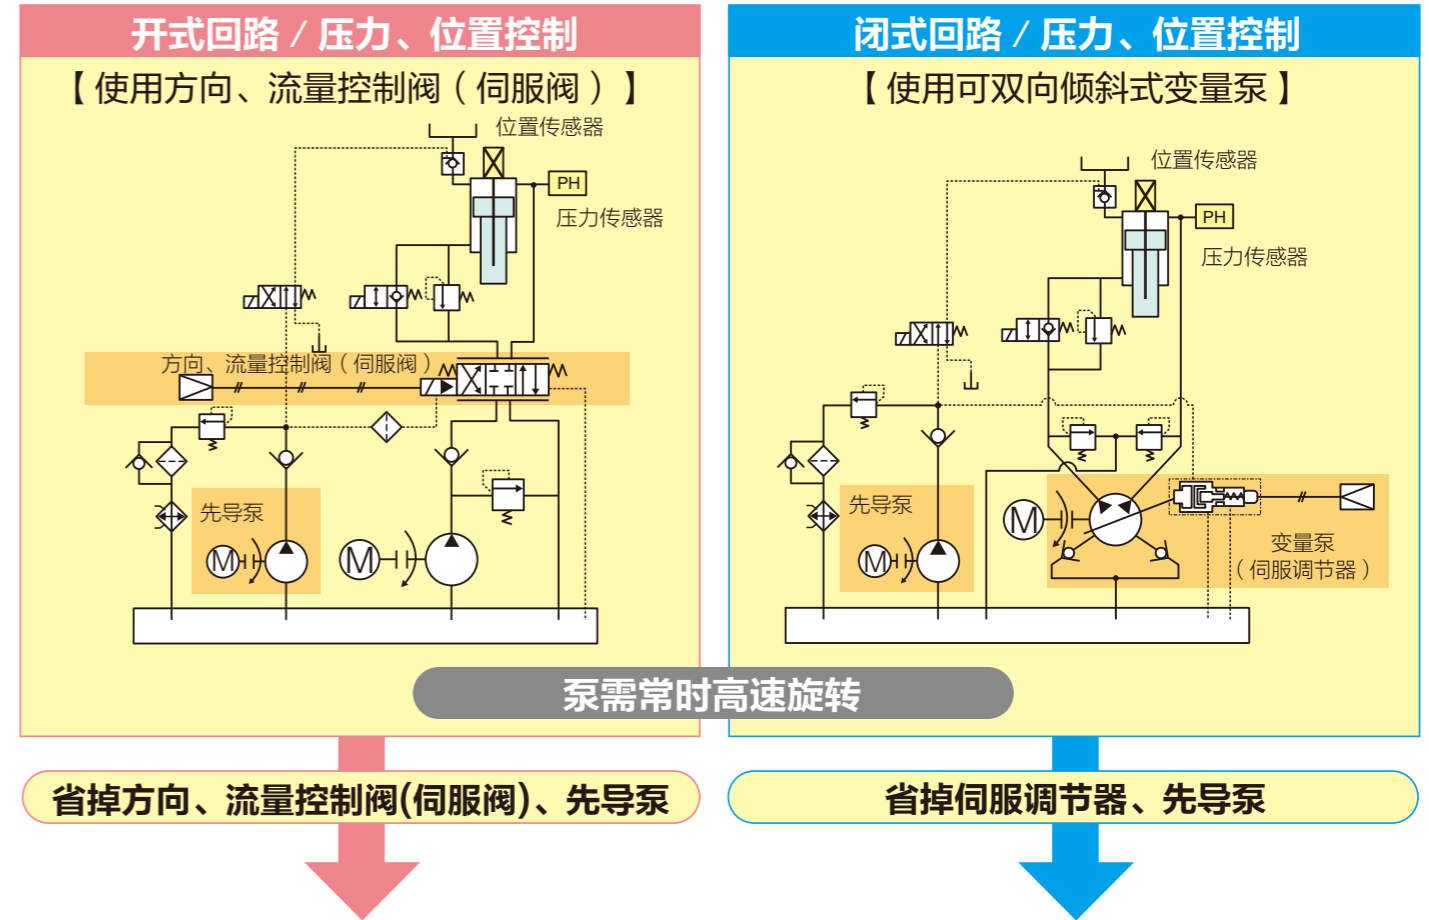 开式回路 / 压力、位置控制
【 使用方向、流量控制阀（伺服阀）】
位置传感器
PH
压力传感器
方向、流量控制阀（伺服阀）
先导泵
M
M
闭式回路 / 压力、位置控制
【 使用可双向倾斜式变量泵 】
位置传感器
PH
压力传感器
先导泵
M
M
变量泵
（伺服调节器）
泵需常时高速旋转
省掉方向、流量控制阀(伺服阀)、先导泵
省掉伺服调节器、先导泵